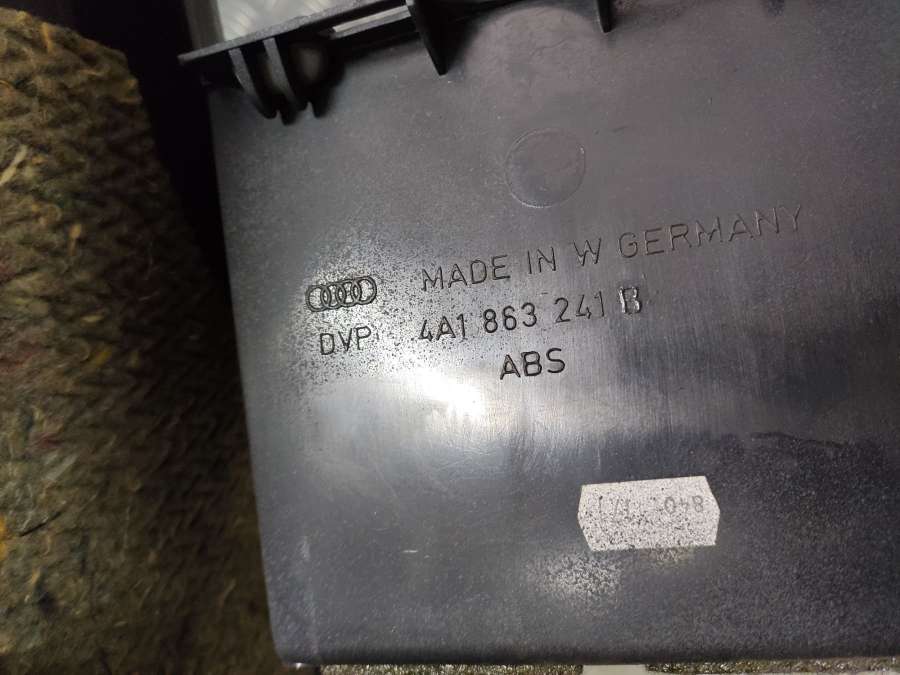 MADE IN W GERMANY
DVP 4A1 863 241 B
ABS